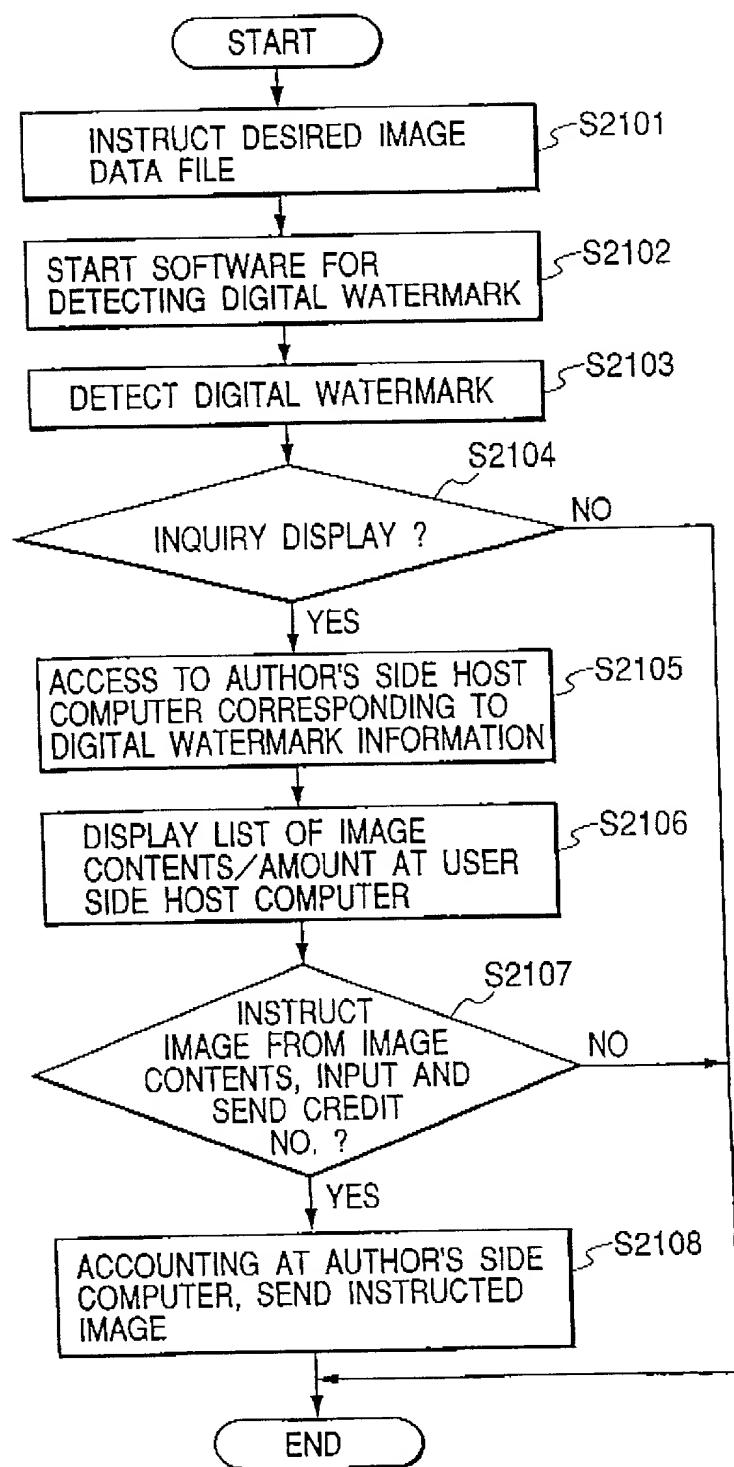 START
INSTRUCT DESIRED IMAGE
DATA FILE
S2101
START SOFTWARE FOR
DETECTING DIGITAL WATERMARK
S2102
DETECT DIGITAL WATERMARK
S2103
S2104
INQUIRY DISPLAY ?
NO
YES
ACCESS TO AUTHOR'S SIDE HOST
COMPUTER CORRESPONDING TO
DIGITAL WATERMARK INFORMATION
S2105
DISPLAY LIST OF IMAGE
CONTENTS/AMOUNT AT USER
SIDE HOST COMPUTER
S2106
S2107
INSTRUCT
IMAGE FROM IMAGE
CONTENTS, INPUT AND
SEND CREDIT
NO. ?
NO
YES
ACCOUNTING AT AUTHOR'S SIDE
COMPUTER, SEND INSTRUCTED
IMAGE
S2108
END